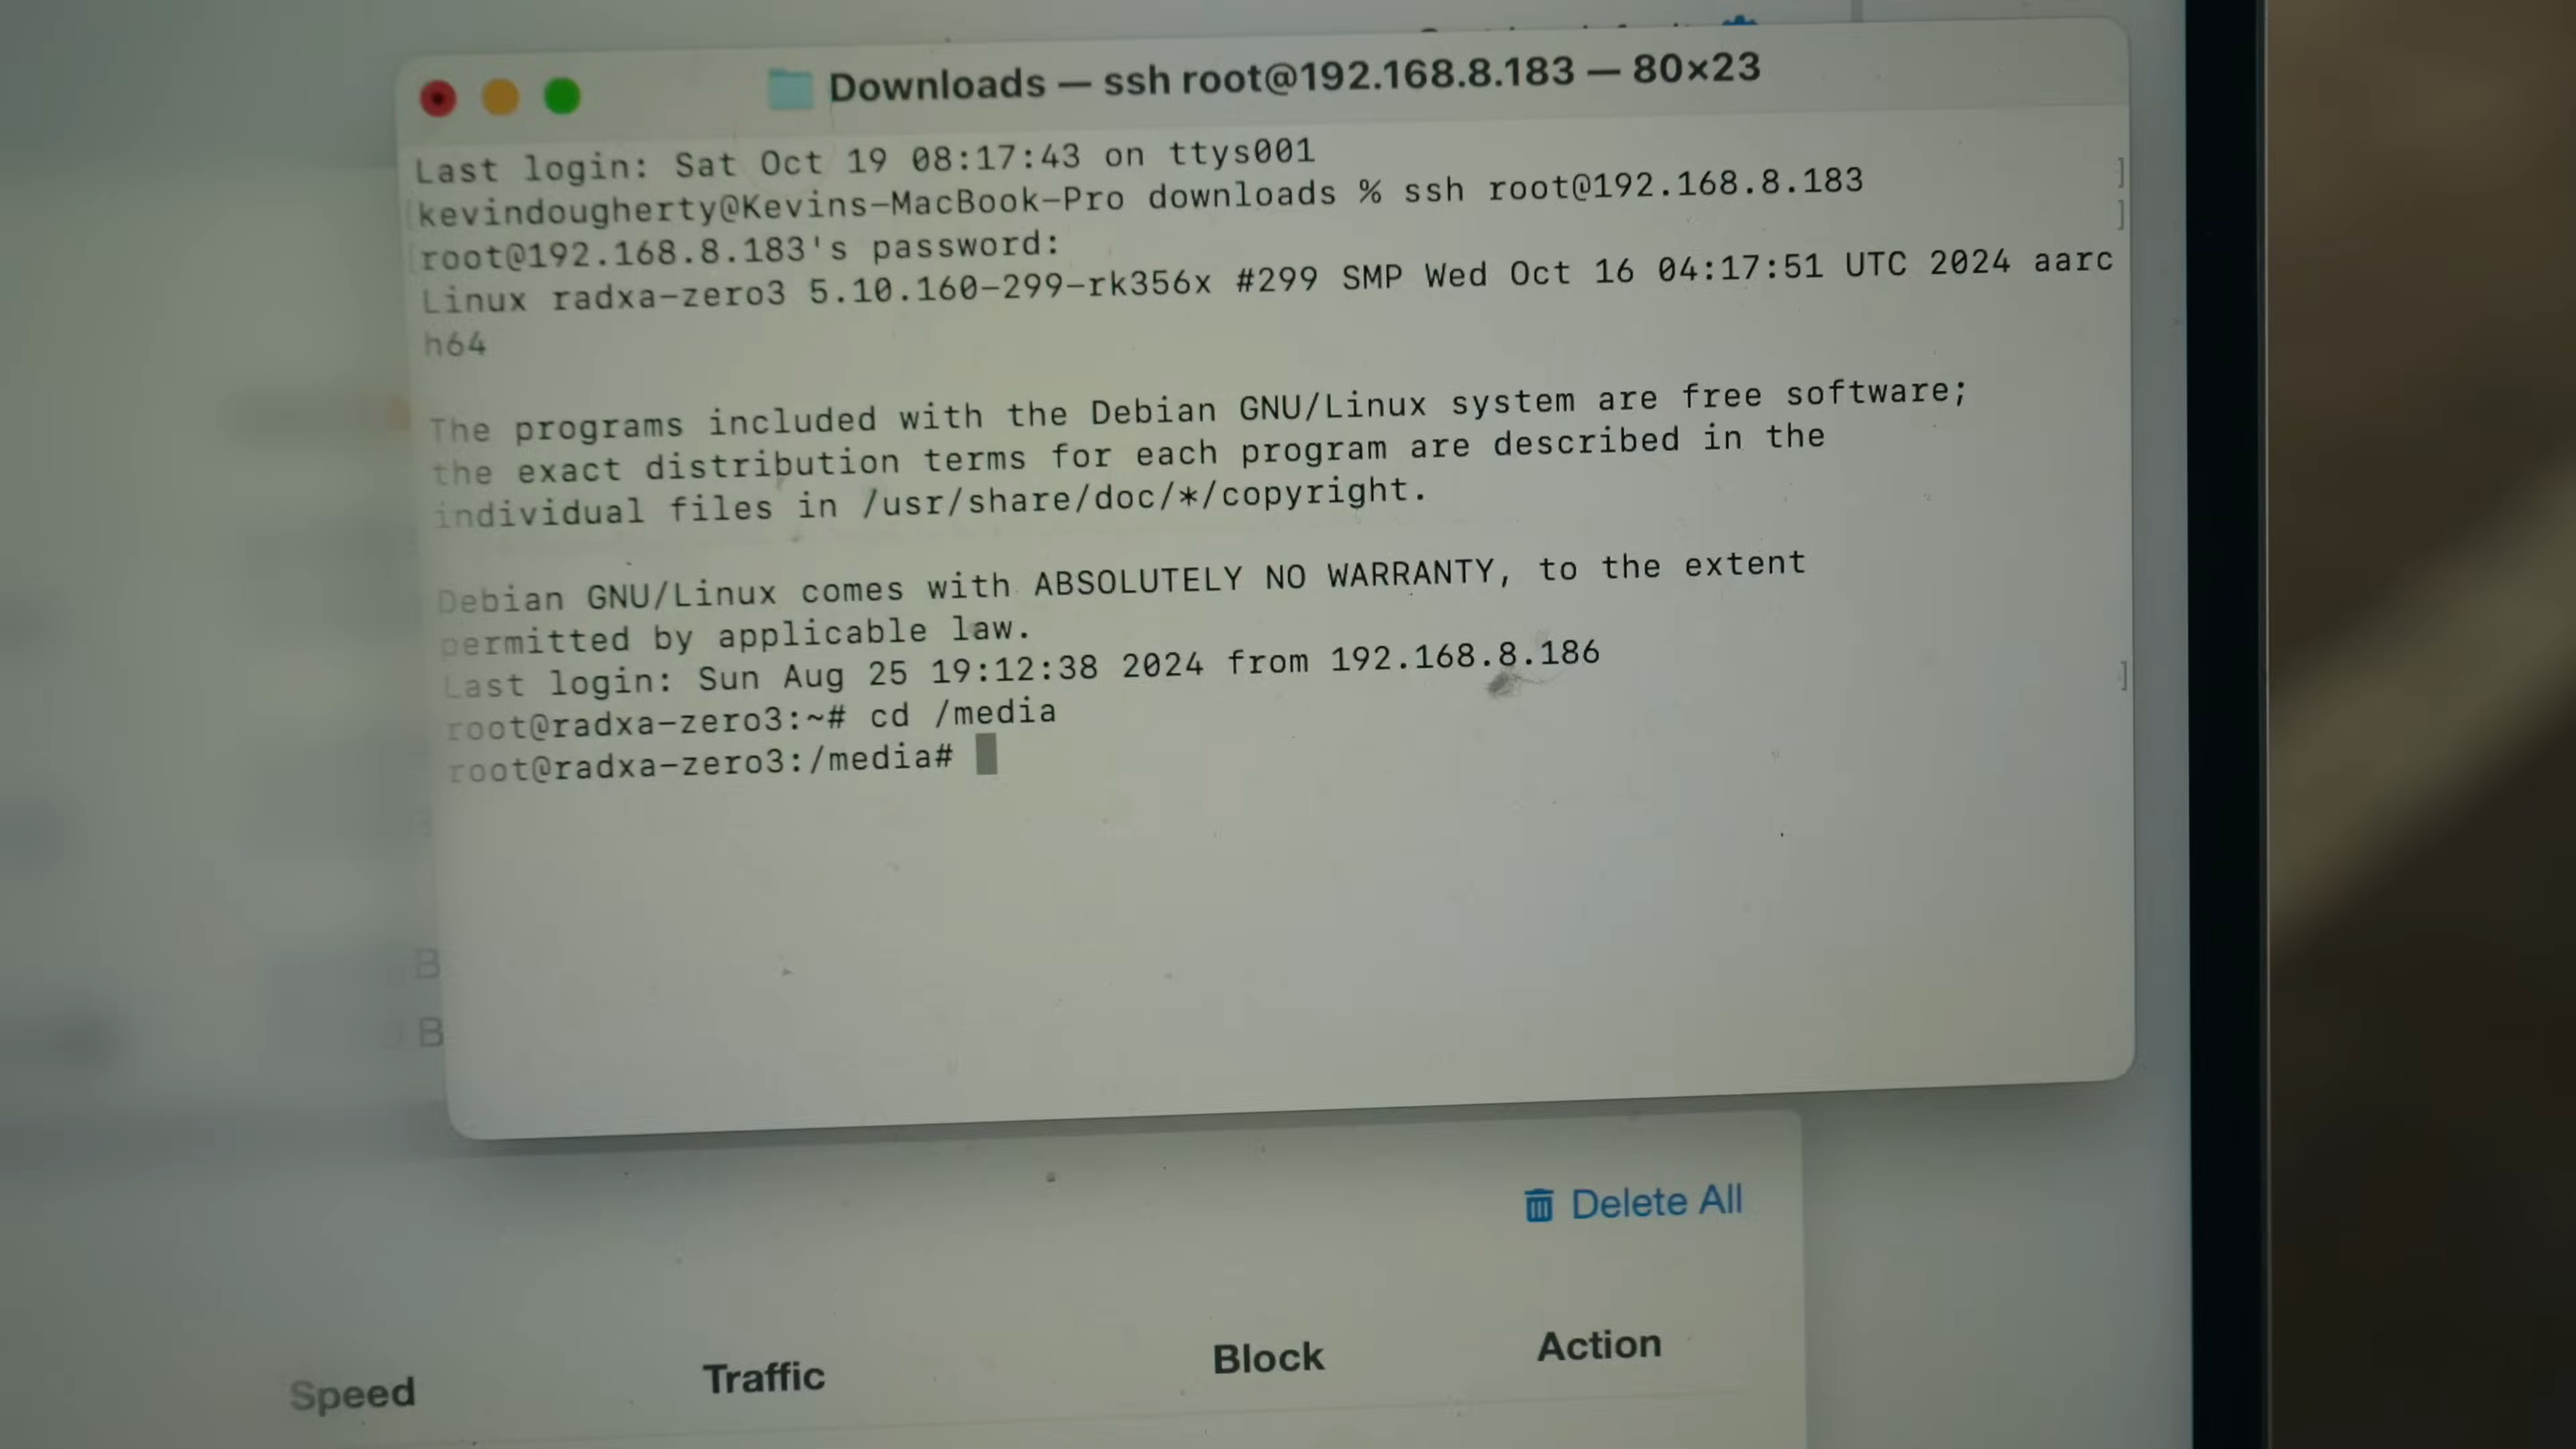 Downloads — ssh root@192.168.8.183 — 80×23
Last login: Sat Oct 19 08:17:43 on ttys001
[kevindougherty@Kevins-MacBook-Pro downloads % ssh root@192.168.8.183 ]
[root@192.168.8.183's password: ]
Linux radxa-zero3 5.10.160-299-rk356x #299 SMP Wed Oct 16 04:17:51 UTC 2024 aarc
h64
The programs included with the Debian GNU/Linux system are free software;
the exact distribution terms for each program are described in the
individual files in /usr/share/doc/*/copyright.
Debian GNU/Linux comes with ABSOLUTELY NO WARRANTY, to the extent
permitted by applicable law.
Last login: Sun Aug 25 19:12:38 2024 from 192.168.8.186
root@radxa-zero3:~# cd /media ]
root@radxa-zero3:/media#
B
B
Delete All
Speed Traffic Block Action